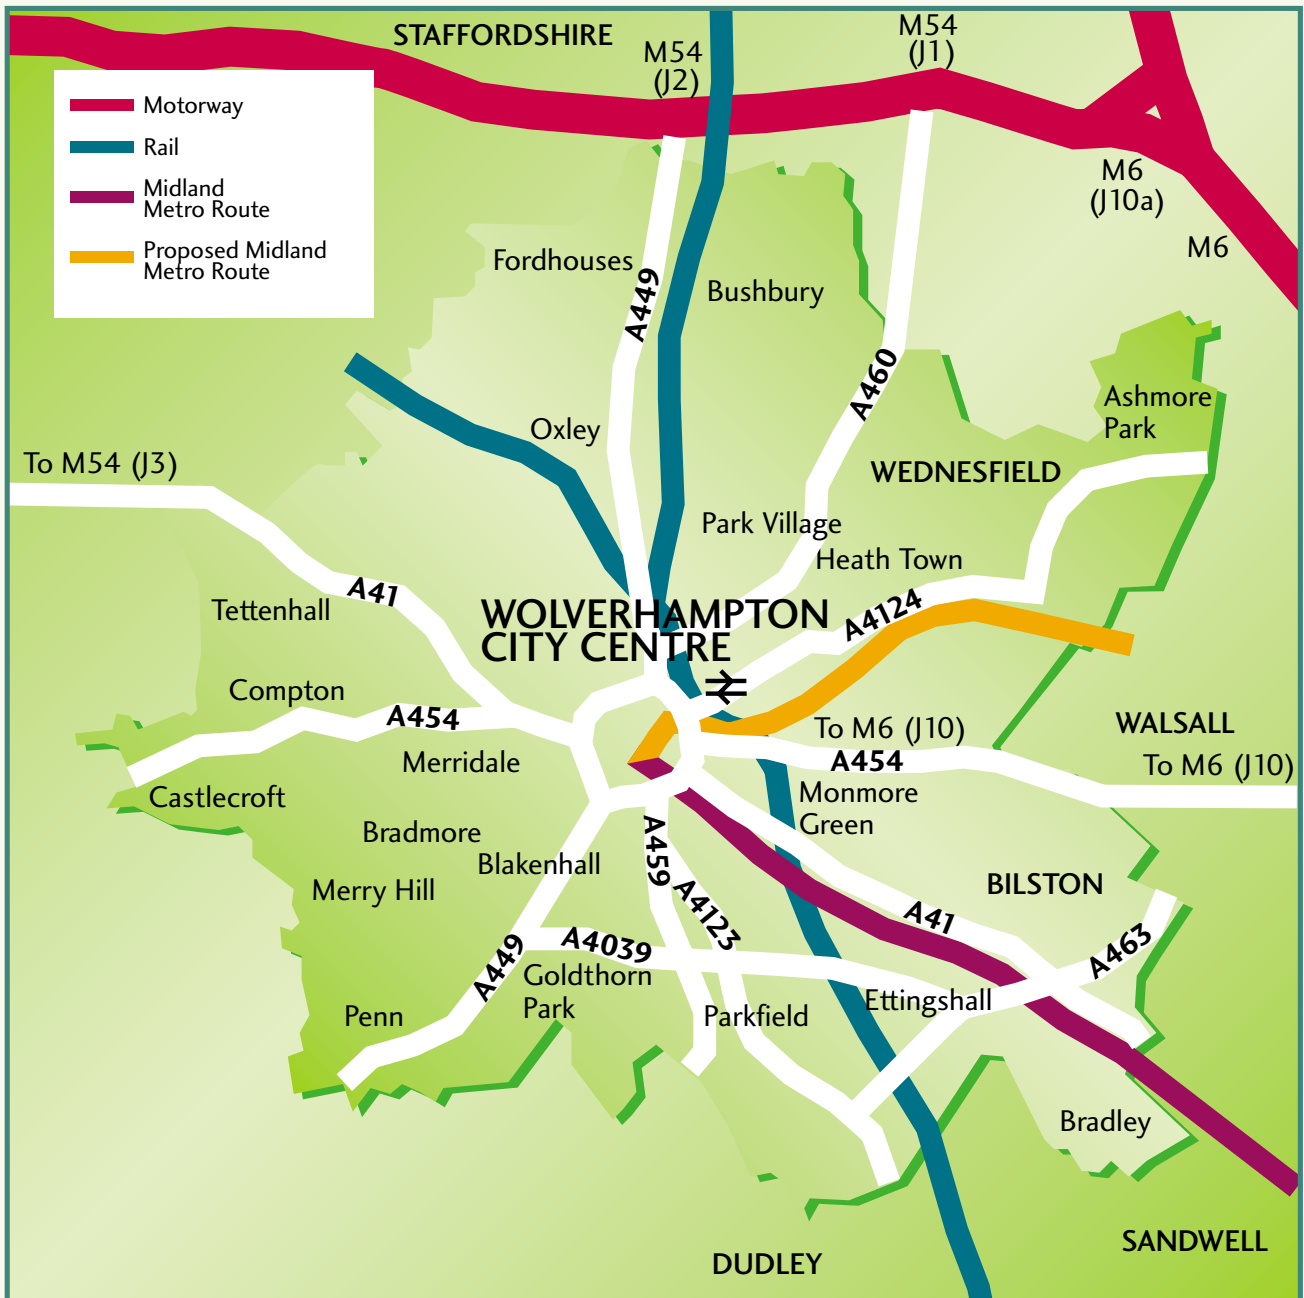 STAFFORDSHIRE
M54
(J2)
M54
(J1)
Motorway
Rail
Midland
Metro Route
Proposed Midland
Metro Route
M6
(J10a)
M6
Fordhouses
A449
Bushbury
A460
Ashmore
Park
Oxley
To M54 (J3)
WEDNESFIELD
Park Village
Heath Town
A41
Tettenhall
WOLVERHAMPTON
CITY CENTRE
A4124
Compton
A454
To M6 (J10)
WALSALL
A454
To M6 (J10)
Merridale
Castlecroft
Monmore
Green
Bradmore
Blakenhall
A459
Merry Hill
A4123
BILSTON
A41
A463
A449
A4039
Goldthorn
Park
Penn
Parkfield
Ettingshall
Bradley
SANDWELL
DUDLEY